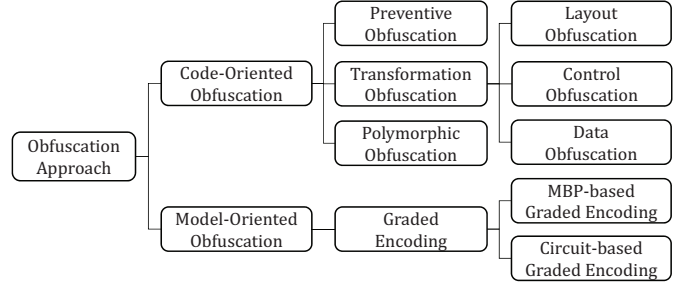 Preventive
Obfuscation
Layout
Obfuscation
Code-Oriented
Obfuscation
Transformation
Obfuscation
Control
Obfuscation
Obfuscation
Approach
Polymorphic
Obfuscation
Data
Obfuscation
Model-Oriented
Obfuscation
Graded
Encoding
MBP-based
Graded Encoding
Circuit-based
Graded Encoding